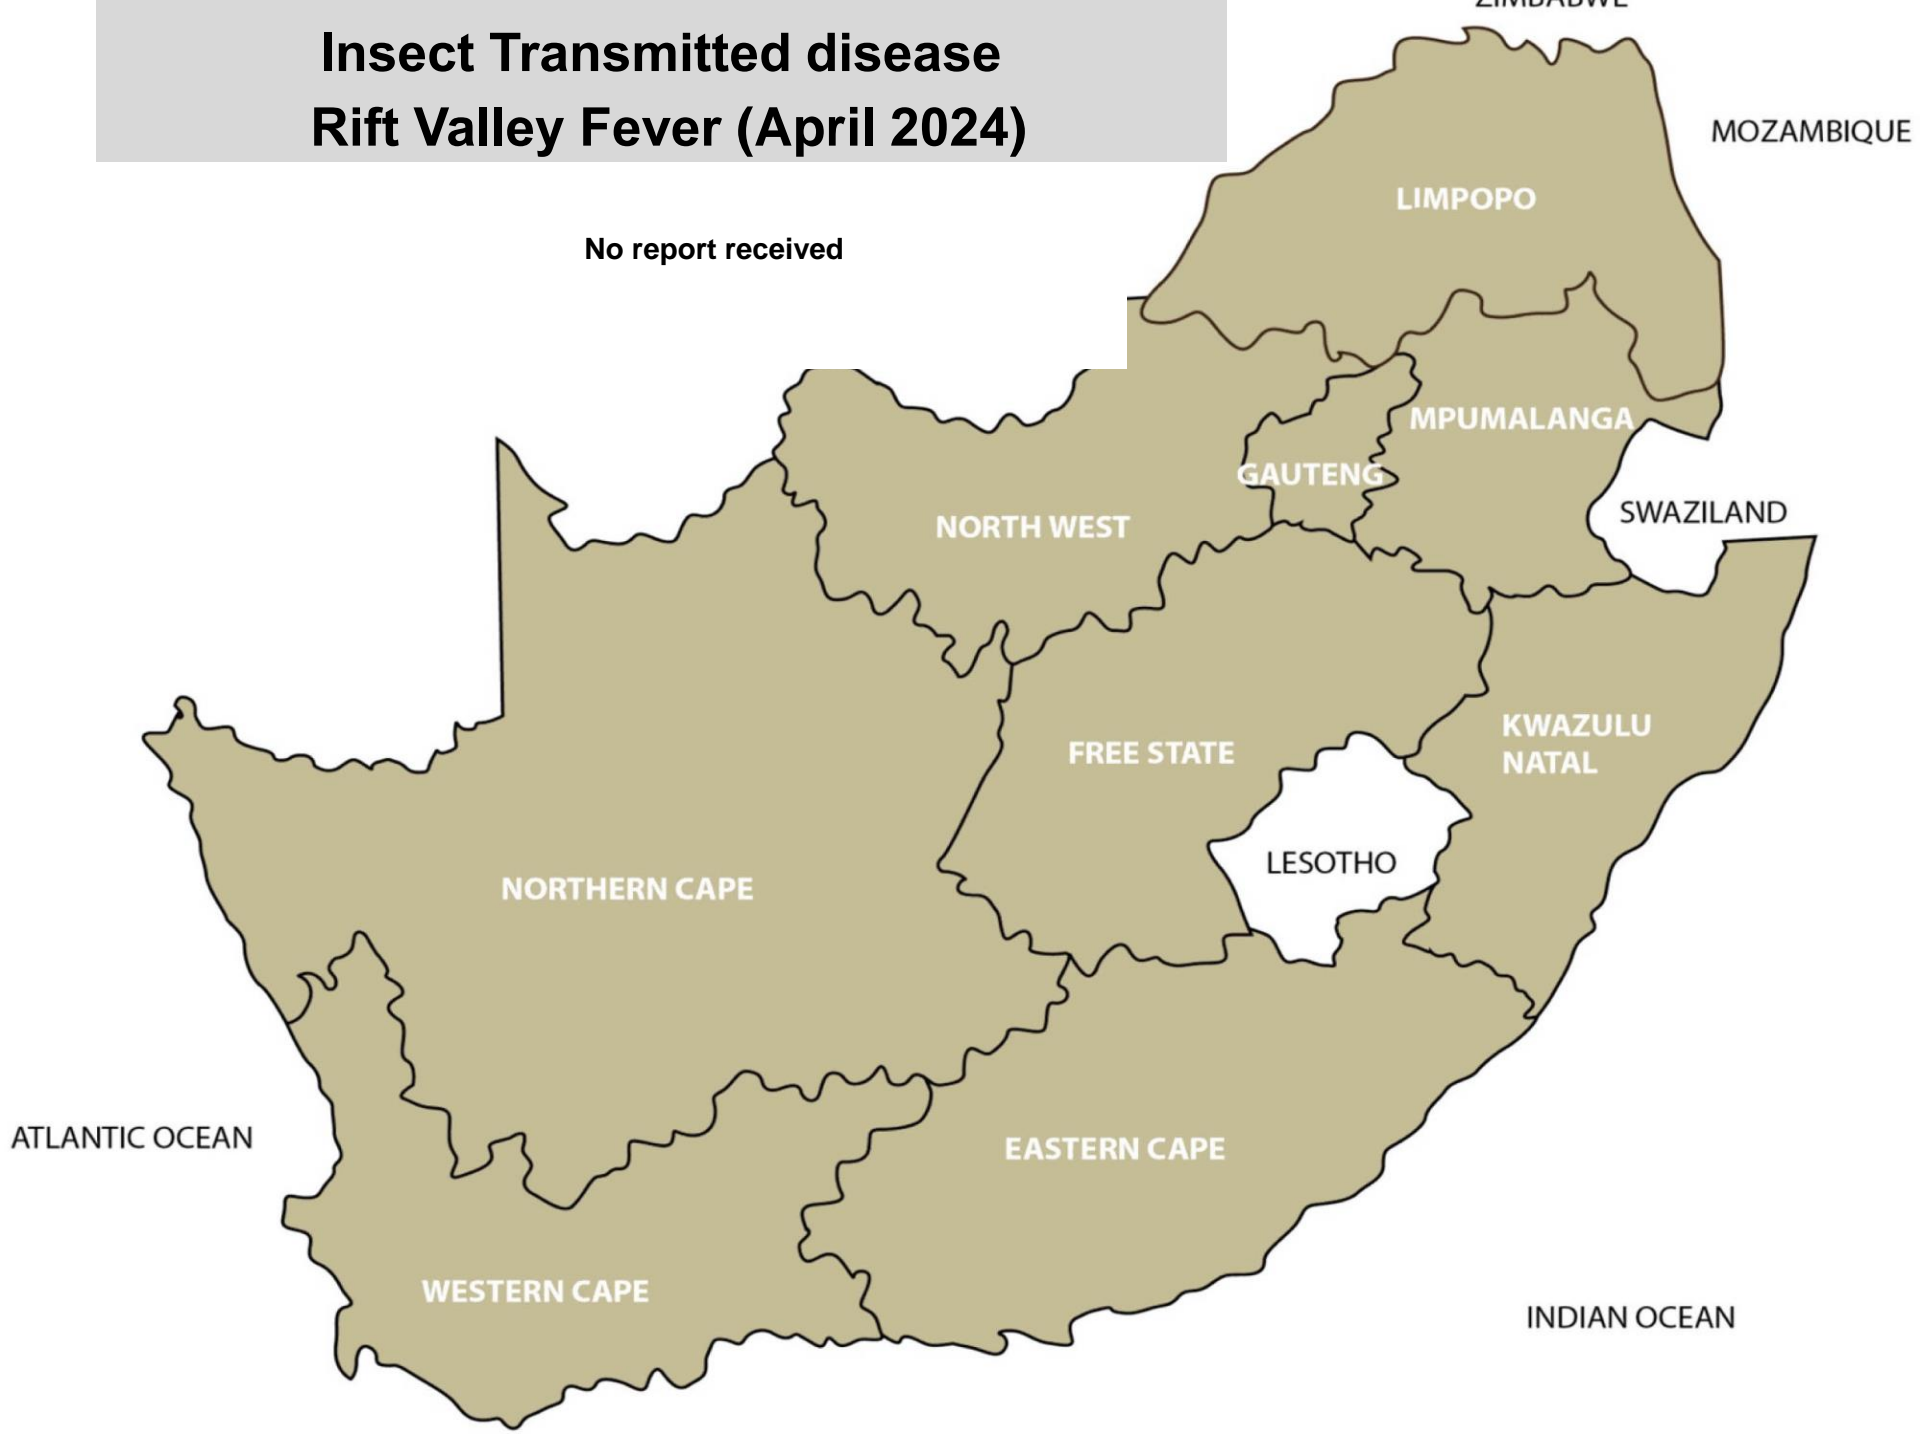 ZIMBABWE
Insect Transmitted disease
Rift Valley Fever (April 2024)
MOZAMBIQUE
LIMPOPO
No report received
MPUMALANGA
GAUTENG
SWAZILAND
NORTH WEST
KWAZULU
NATAL
FREE STATE
LESOTHO
NORTHERN CAPE
ATLANTIC OCEAN
EASTERN CAPE
WESTERN CAPE
INDIAN OCEAN